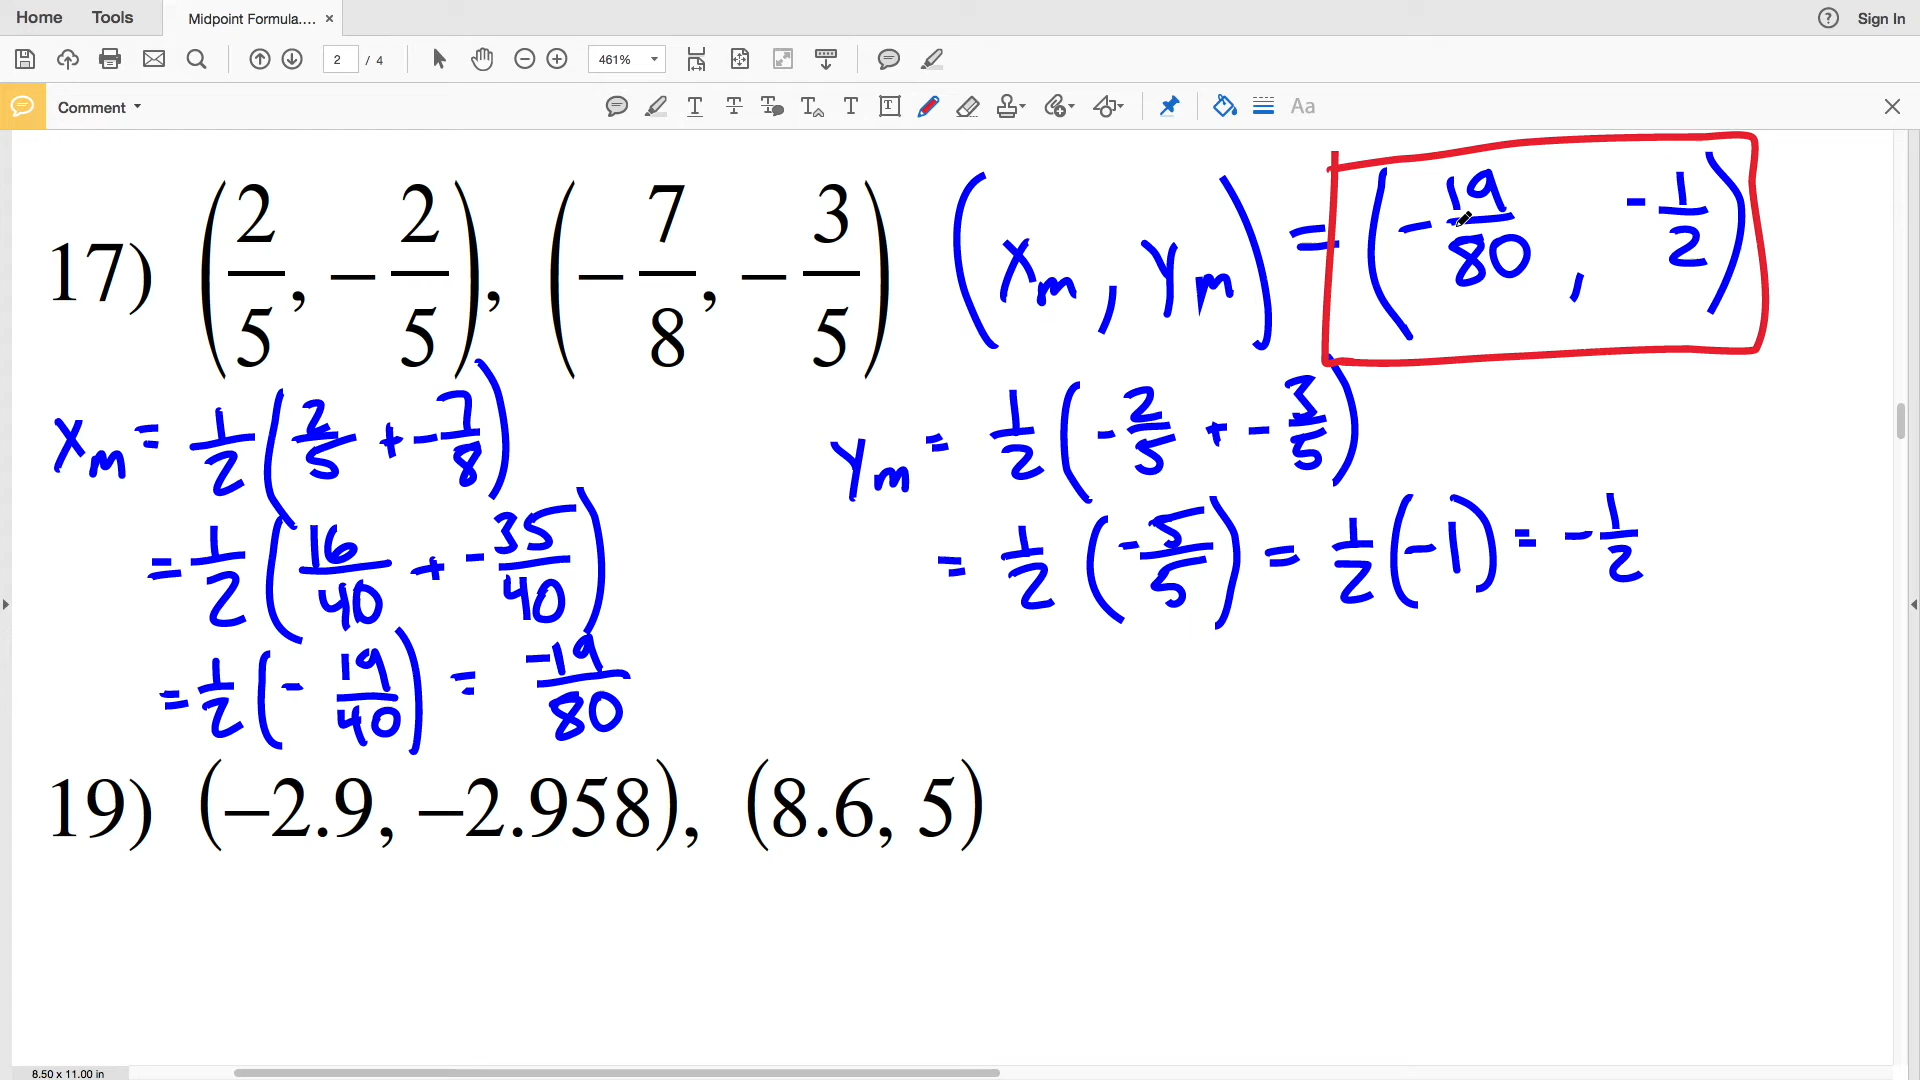 Home Tools Midpoint Formula.... × Sign In
2 / 4 461%
Comment Aa
17) (2/5, −2/5), (−7/8, −3/5) (xₘ, yₘ) = (−19/80, −1/2)
xₘ = 1/2 (2/5 + −7/8) yₘ = 1/2 (−2/5 + −3/5)
= 1/2 (16/40 + −35/40) = 1/2 (−5/5) = 1/2 (−1) = −1/2
= 1/2 (−19/40) = −19/80
19) (−2.9, −2.958), (8.6, 5)
8.50 x 11.00 in